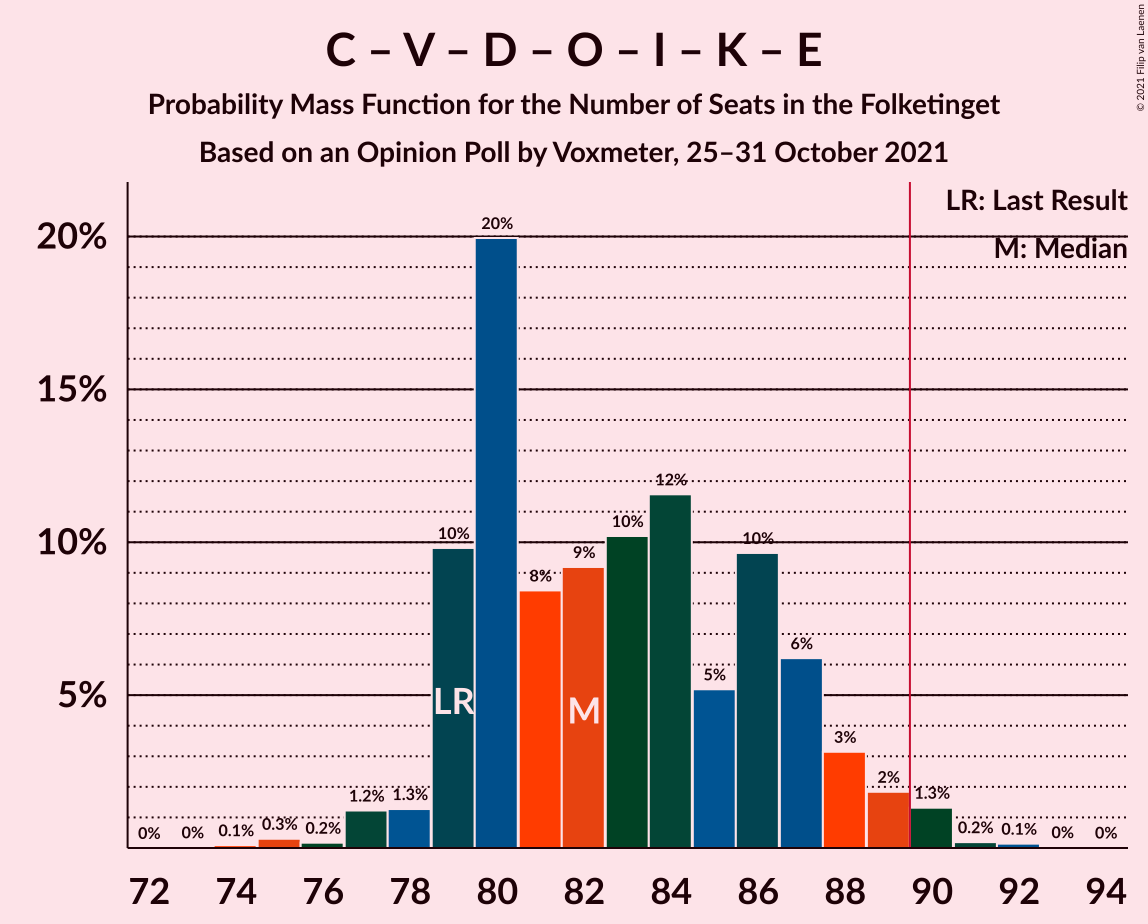 C – V – D – O – I – K – E
Probability Mass Function for the Number of Seats in the Folketinget
Based on an Opinion Poll by Voxmeter, 25–31 October 2021
© 2021 Filip van Laenen
LR: Last Result
M: Median
20%
15%
10%
5%
0% 0% 0.1% 0.3% 0.2% 1.2% 1.3% 10% 20% 8% 9% 10% 12% 5% 10% 6% 3% 2% 1.3% 0.2% 0.1% 0% 0%
LR M
72 74 76 78 80 82 84 86 88 90 92 94